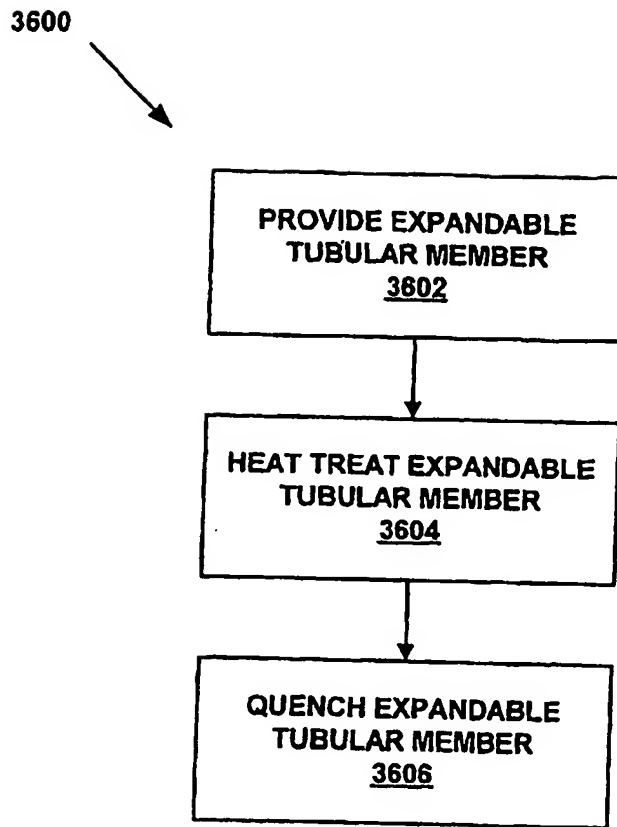 3600
PROVIDE EXPANDABLE
TUBULAR MEMBER
3602
HEAT TREAT EXPANDABLE
TUBULAR MEMBER
3604
QUENCH EXPANDABLE
TUBULAR MEMBER
3606